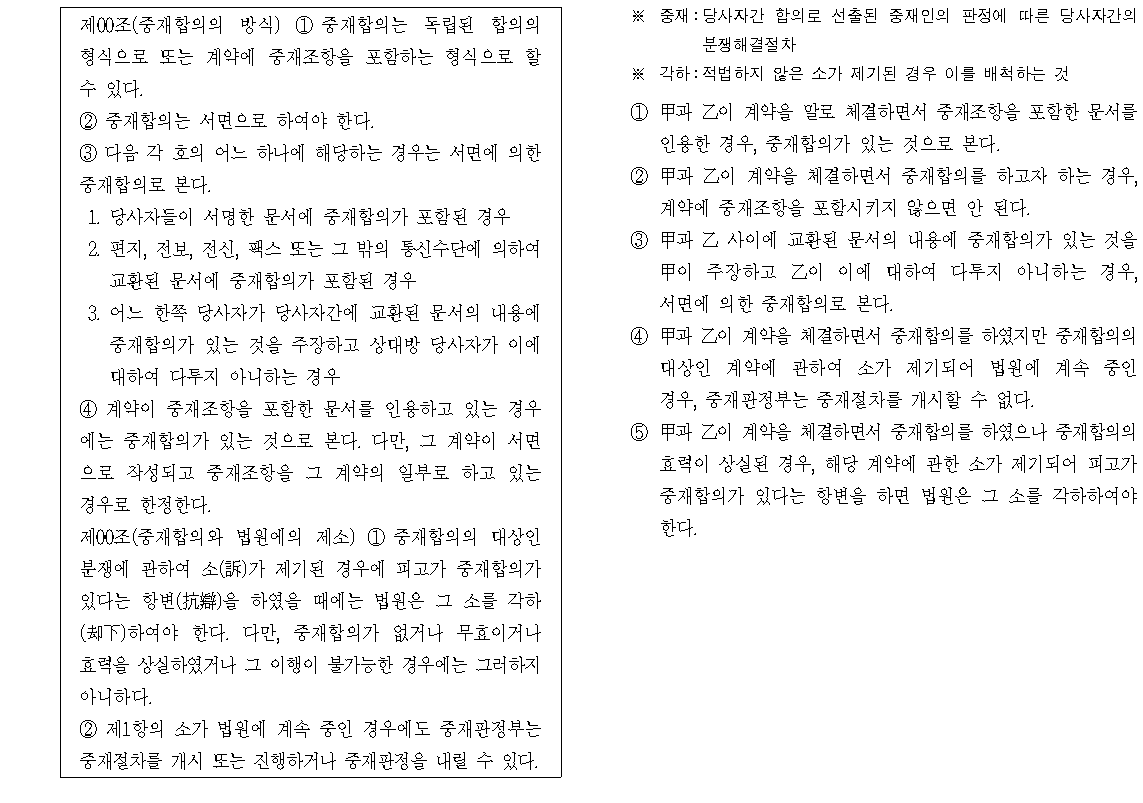 제00조(중재합의의 방식) ① 중재합의는 독립된 합의의
형식으로 또는 계약에 중재조항을 포함하는 형식으로 할
수 있다.
② 중재합의는 서면으로 하여야 한다.
③ 다음 각 호의 어느 하나에 해당하는 경우는 서면에 의한
중재합의로 본다.
1. 당사자들이 서명한 문서에 중재합의가 포함된 경우
2. 편지, 전보, 전신, 팩스 또는 그 밖의 통신수단에 의하여
교환된 문서에 중재합의가 포함된 경우
3. 어느 한쪽 당사자가 당사자간에 교환된 문서의 내용에
중재합의가 있는 것을 주장하고 상대방 당사자가 이에
대하여 다투지 아니하는 경우
④ 계약이 중재조항을 포함한 문서를 인용하고 있는 경우
에는 중재합의가 있는 것으로 본다. 다만, 그 계약이 서면
으로 작성되고 중재조항을 그 계약의 일부로 하고 있는
경우로 한정한다.
제00조(중재합의와 법원에의 제소) ① 중재합의의 대상인
분쟁에 관하여 소(訴)가 제기된 경우에 피고가 중재합의가
있다는 항변(抗辯)을 하였을 때에는 법원은 그 소를 각하
(却下)하여야 한다. 다만, 중재합의가 없거나 무효이거나
효력을 상실하였거나 그 이행이 불가능한 경우에는 그러하지
아니하다.
② 제1항의 소가 법원에 계속 중인 경우에도 중재판정부는
중재절차를 개시 또는 진행하거나 중재판정을 내릴 수 있다.
※ 중재:당사자간 합의로 선출된 중재인의 판정에 따른 당사자간의
분쟁해결절차
※ 각하:적법하지 않은 소가 제기된 경우 이를 배척하는 것
① 甲과 乙이 계약을 말로 체결하면서 중재조항을 포함한 문서를
인용한 경우, 중재합의가 있는 것으로 본다.
② 甲과 乙이 계약을 체결하면서 중재합의를 하고자 하는 경우,
계약에 중재조항을 포함시키지 않으면 안 된다.
③ 甲과 乙 사이에 교환된 문서의 내용에 중재합의가 있는 것을
甲이 주장하고 乙이 이에 대하여 다투지 아니하는 경우,
서면에 의한 중재합의로 본다.
④ 甲과 乙이 계약을 체결하면서 중재합의를 하였지만 중재합의의
대상인 계약에 관하여 소가 제기되어 법원에 계속 중인
경우, 중재판정부는 중재절차를 개시할 수 없다.
⑤ 甲과 乙이 계약을 체결하면서 중재합의를 하였으나 중재합의의
효력이 상실된 경우, 해당 계약에 관한 소가 제기되어 피고가
중재합의가 있다는 항변을 하면 법원은 그 소를 각하하여야
한다.